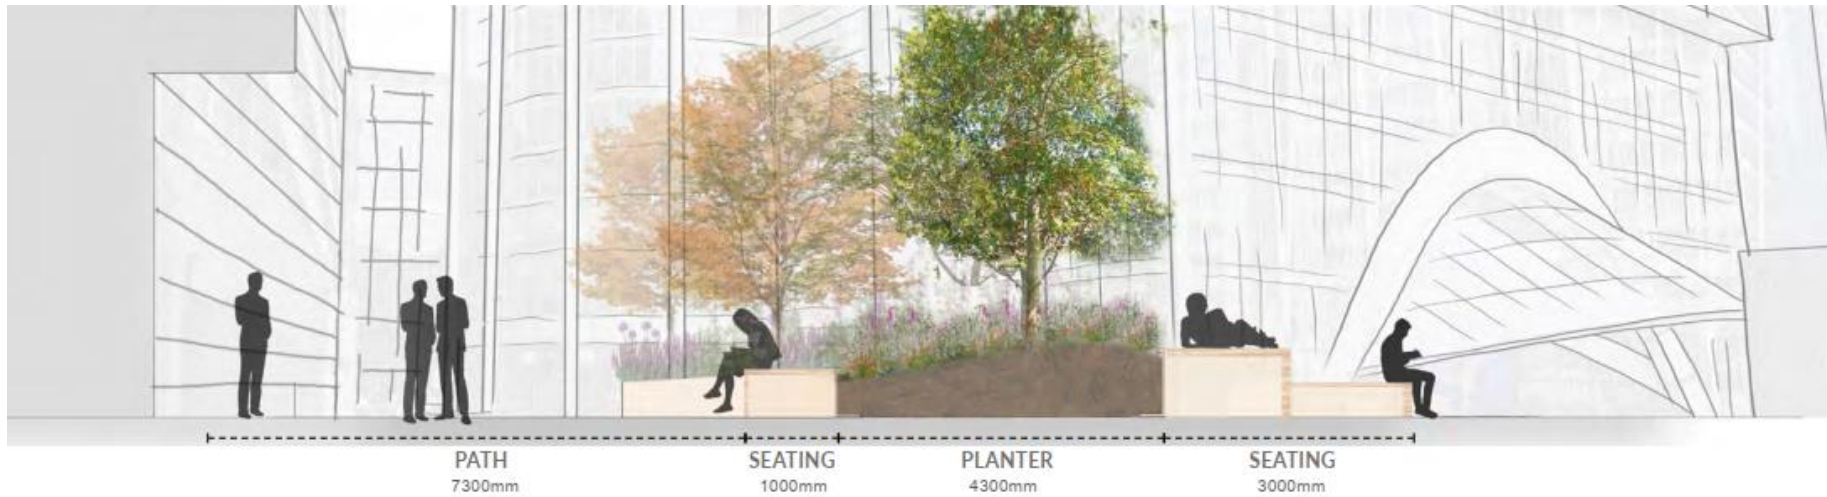 PATH
7300mm
SEATING
1000mm
PLANTER
4300mm
SEATING
3000mm